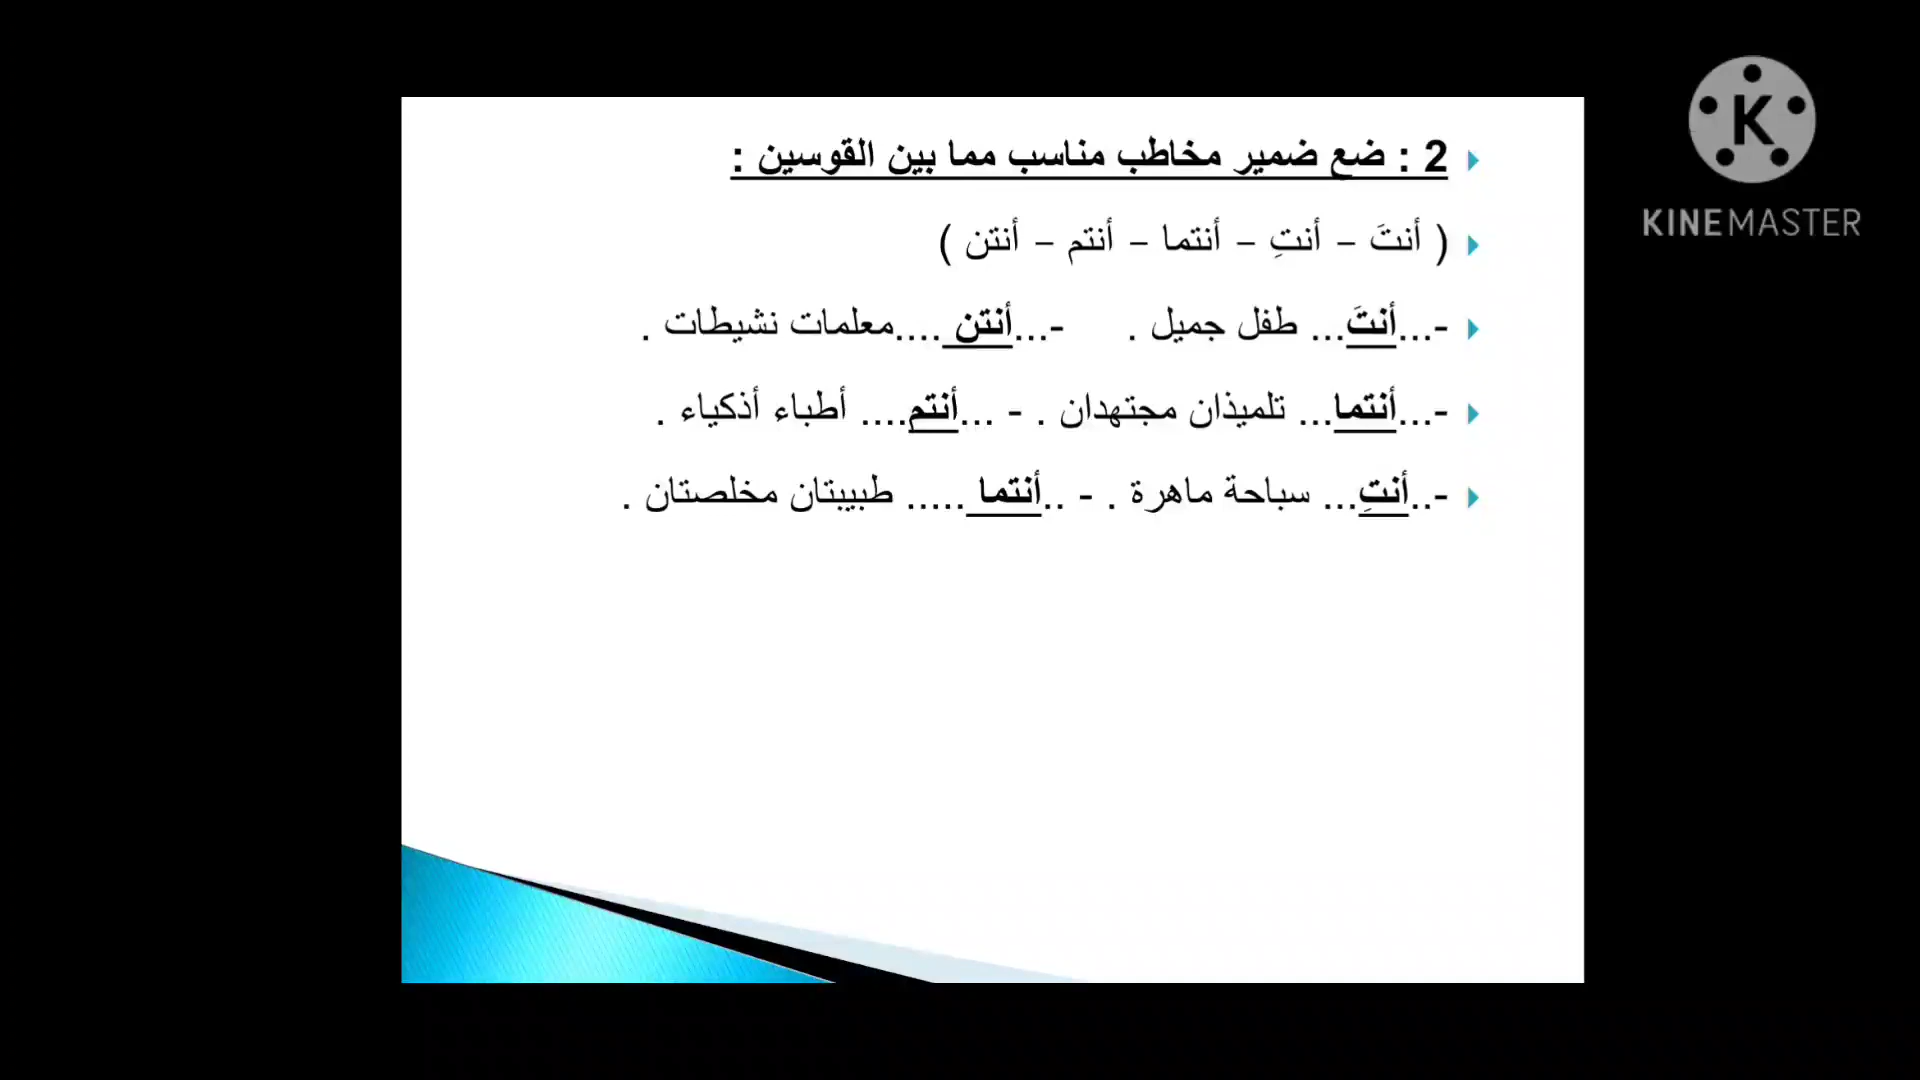 2 : ضع ضمير مخاطب مناسب مما بين القوسين :
( أنتَ – أنتِ – أنتما – أنتم – أنتن )
-...أنتَ... طفل جميل . -...أنتن ....معلمات نشيطات .
-...أنتما... تلميذان مجتهدان . - ...أنتم.... أطباء أذكياء .
-..أنتِ... سباحة ماهرة . - ..أنتما ..... طبيبتان مخلصتان .
K
KINEMASTER